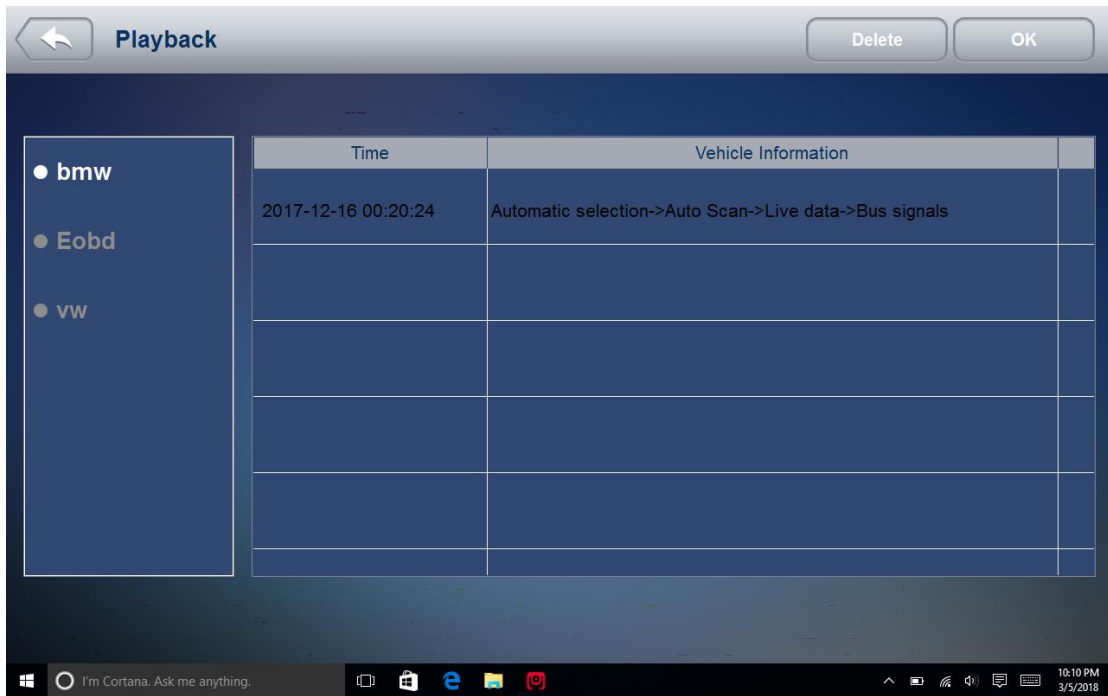 Playback
Delete
OK
bmw
Eobd
vw
Time
Vehicle Information
2017-12-16 00:20:24
Automatic selection->Auto Scan->Live data->Bus signals
I'm Cortana. Ask me anything.
10:10 PM
3/5/2018